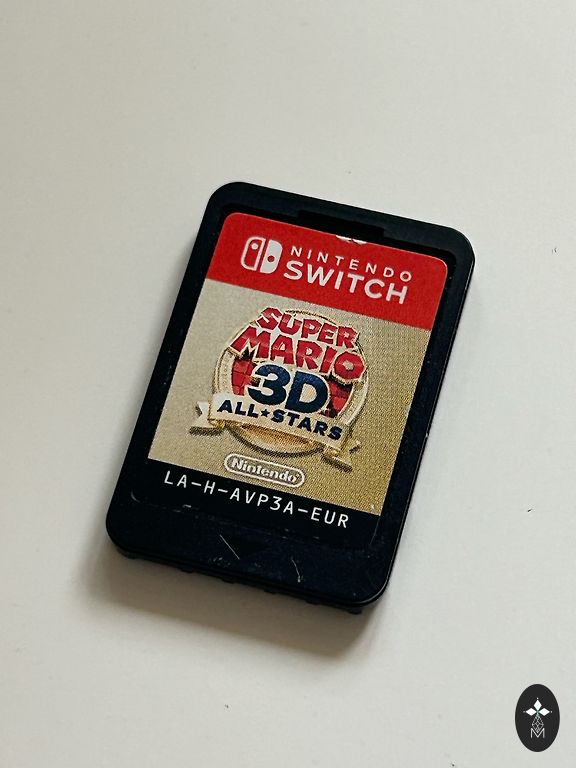 NINTENDO
SWITCH
SUPER
MARIO
3D
ALL★STARS
Nintendo
LA-H-AVP3A-EUR
M